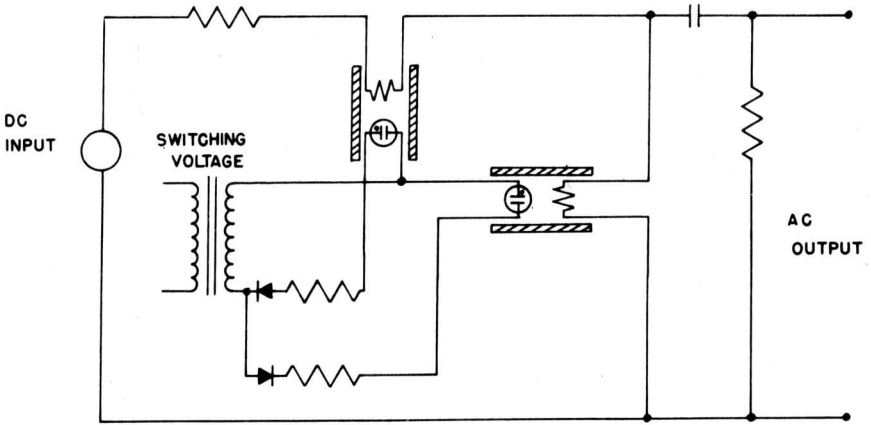 DC
INPUT
SWITCHING
VOLTAGE
AC
OUTPUT